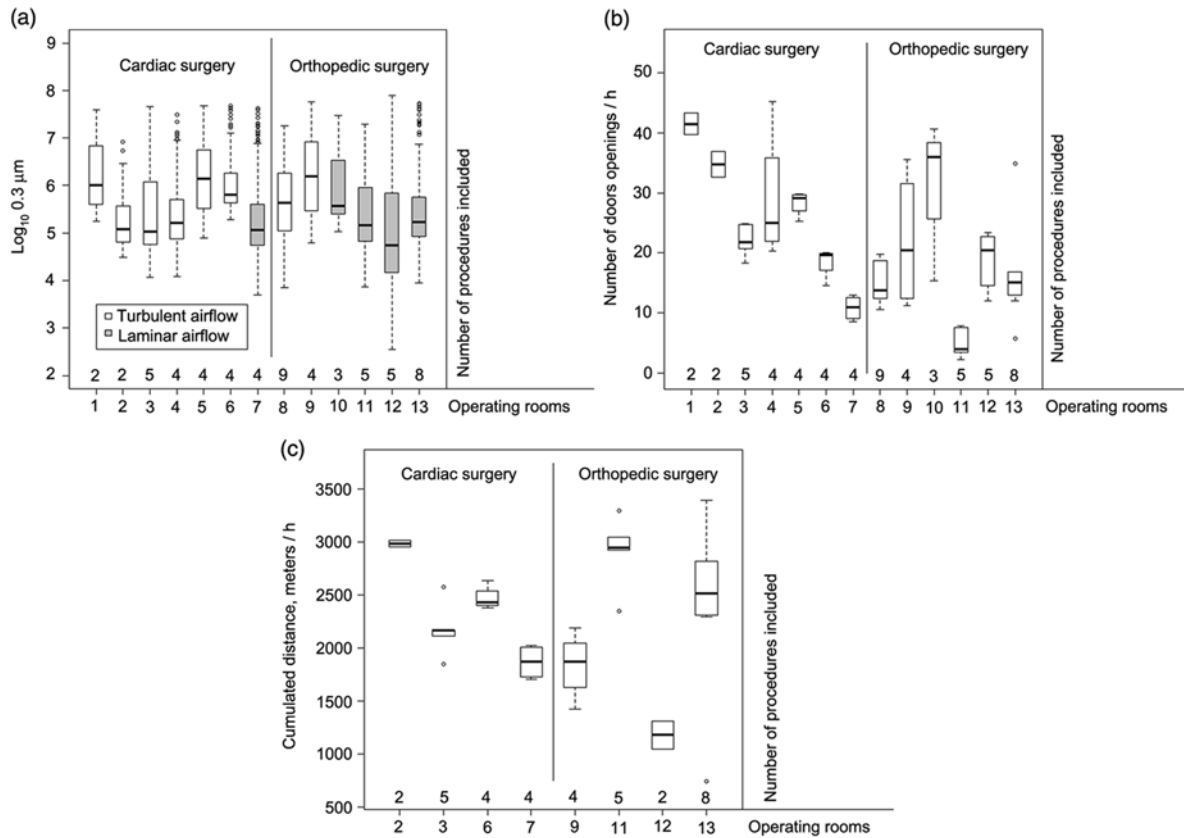 (a)
9
8
7
6
5
4
3
2
Log10 0.3 μm
Cardiac surgery
Orthopedic surgery
Turbulent airflow
Laminar airflow
2 2 5 4 4 4 4 9 4 3 5 5 8
1 2 3 4 5 6 7 8 9 10 11 12 13
Operating rooms
Number of procedures included
(b)
50
40
30
20
10
0
Number of doors openings / h
Cardiac surgery
Orthopedic surgery
2 2 5 4 4 4 4 9 4 3 5 5 8
1 2 3 4 5 6 7 8 9 10 11 12 13
Operating rooms
Number of procedures included
(c)
3500
3000
2500
2000
1500
1000
500
Cumulated distance, meters / h
Cardiac surgery
Orthopedic surgery
2 5 4 4 4 5 2 8
2 3 6 7 9 11 12 13
Operating rooms
Number of procedures included